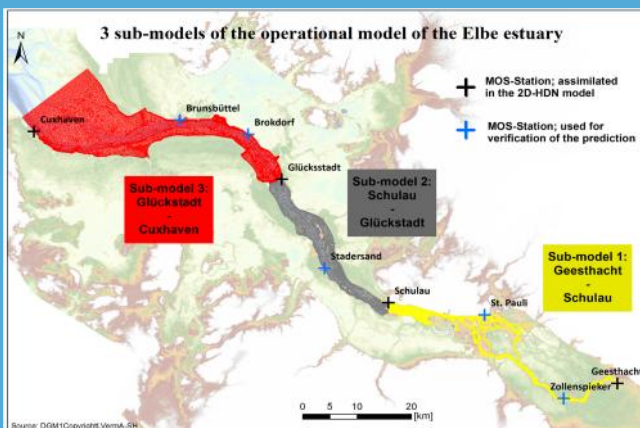 3 sub-models of the operational model of the Elbe estuary
N
MOS-Station; assimilated
in the 2D-HDN model
MOS-Station; used for
verification of the prediction
Cuxhaven
Brunsbüttel
Brokdorf
Glücksstadt
Sub-model 3:
Glückstadt
-
Cuxhaven
Sub-model 2:
Schulau
-
Glückstadt
Sub-model 1:
Geesthacht
-
Schulau
Stadersand
Schulau
St. Pauli
Geesthacht
Zollenspieker
0 10 20
[km]
Source: DGM1Copyright LVermA-SH